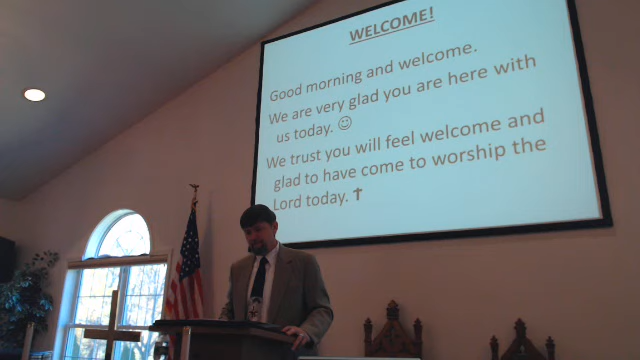 WELCOME!
Good morning and welcome.
We are very glad you are here with
us today. ☺
We trust you will feel welcome and
glad to have come to worship the
Lord today. ✝